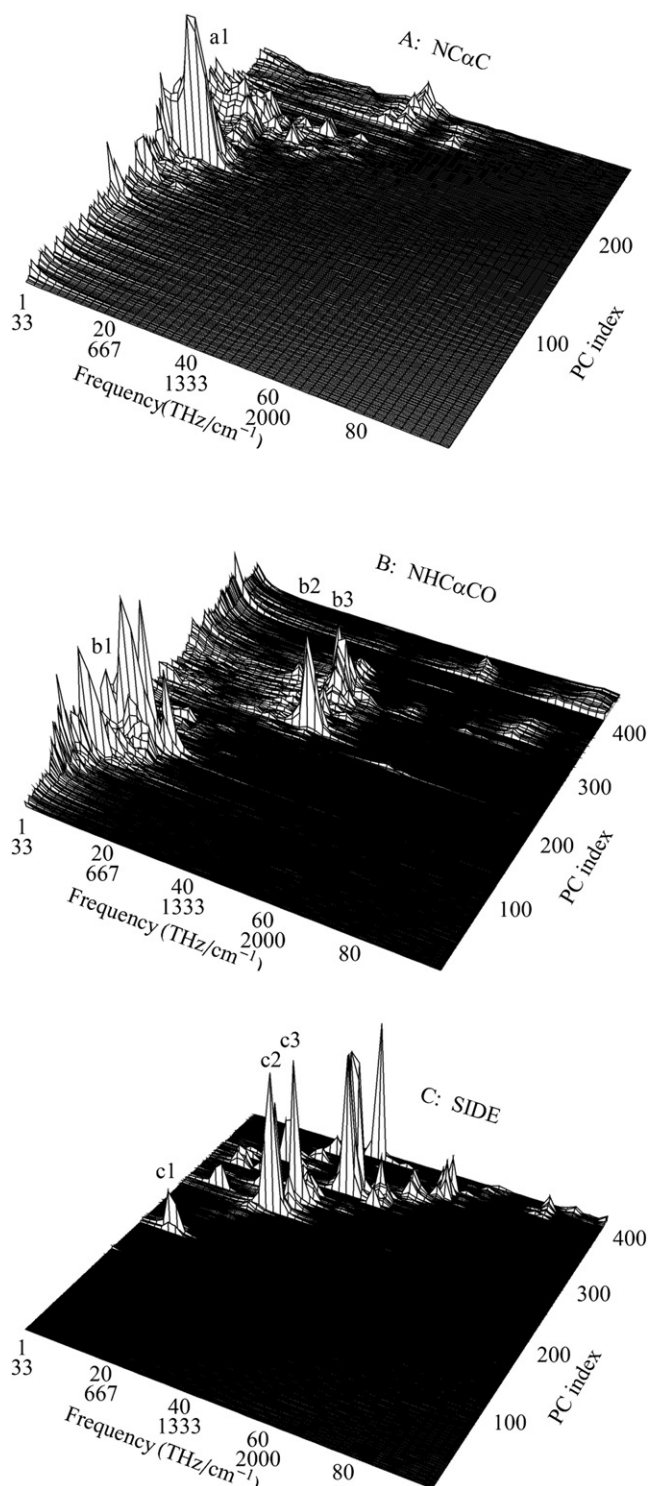 A: NCαC
a1
200
100
PC index
1
33
20
667
40
1333
60
2000
80
Frequency(THz/cm⁻¹)
B: NHCαCO
b2
b3
b1
400
300
200
100
PC index
1
33
20
667
40
1333
60
2000
80
Frequency (THz/cm⁻¹)
C: SIDE
c3
c2
c1
400
300
200
100
PC index
1
33
20
667
40
1333
60
2000
80
Frequency (THz/cm⁻¹)